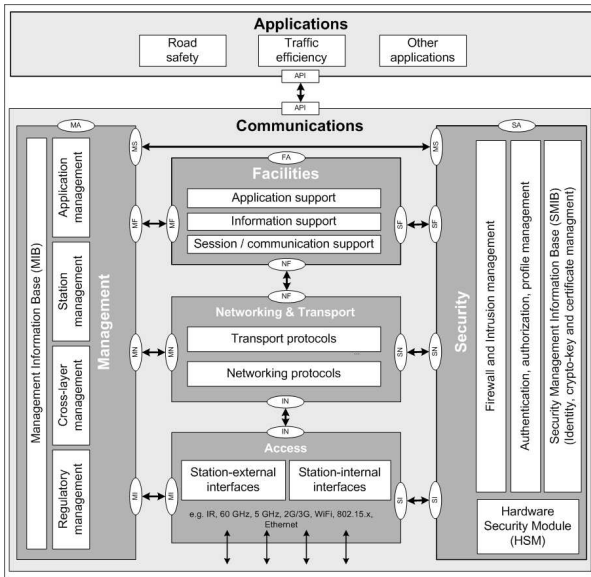 Applications
Road
safety
Traffic
efficiency
Other
applications
API
API
Communications
MA
SA
MS
MS
FA
Facilities
Application support
Information support
Session / communication support
MF
MF
SF
SF
NF
NF
Networking & Transport
Transport protocols
Networking protocols
MN
MN
SN
SN
IN
IN
Access
Station-external
interfaces
Station-internal
interfaces
e.g. IR, 60 GHz, 5 GHz, 2G/3G, WiFi, 802.15.x,
Ethernet
MI
MI
SI
SI
Management Information Base (MIB)
Application
management
Station
management
Cross-layer
management
Regulatory
management
Management
Security
Firewall and Intrusion management
Authentication, authorization, profile management
Security Management Information Base (SMIB)
(Identity, crypto-key and certificate managment)
Hardware
Security Module
(HSM)